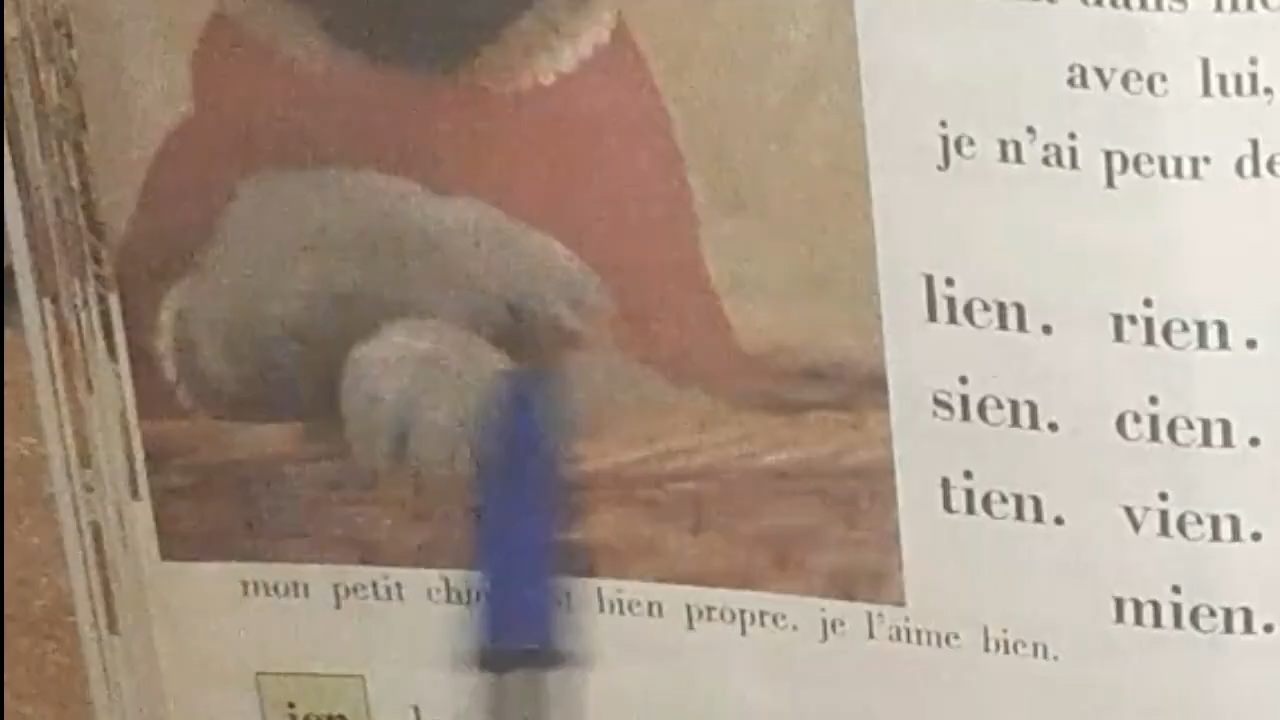 avec lui,
je n'ai peur de
lien. rien.
sien. cien.
tien. vien.
mien.
mon petit bien propre. je l'aime bien.
ien